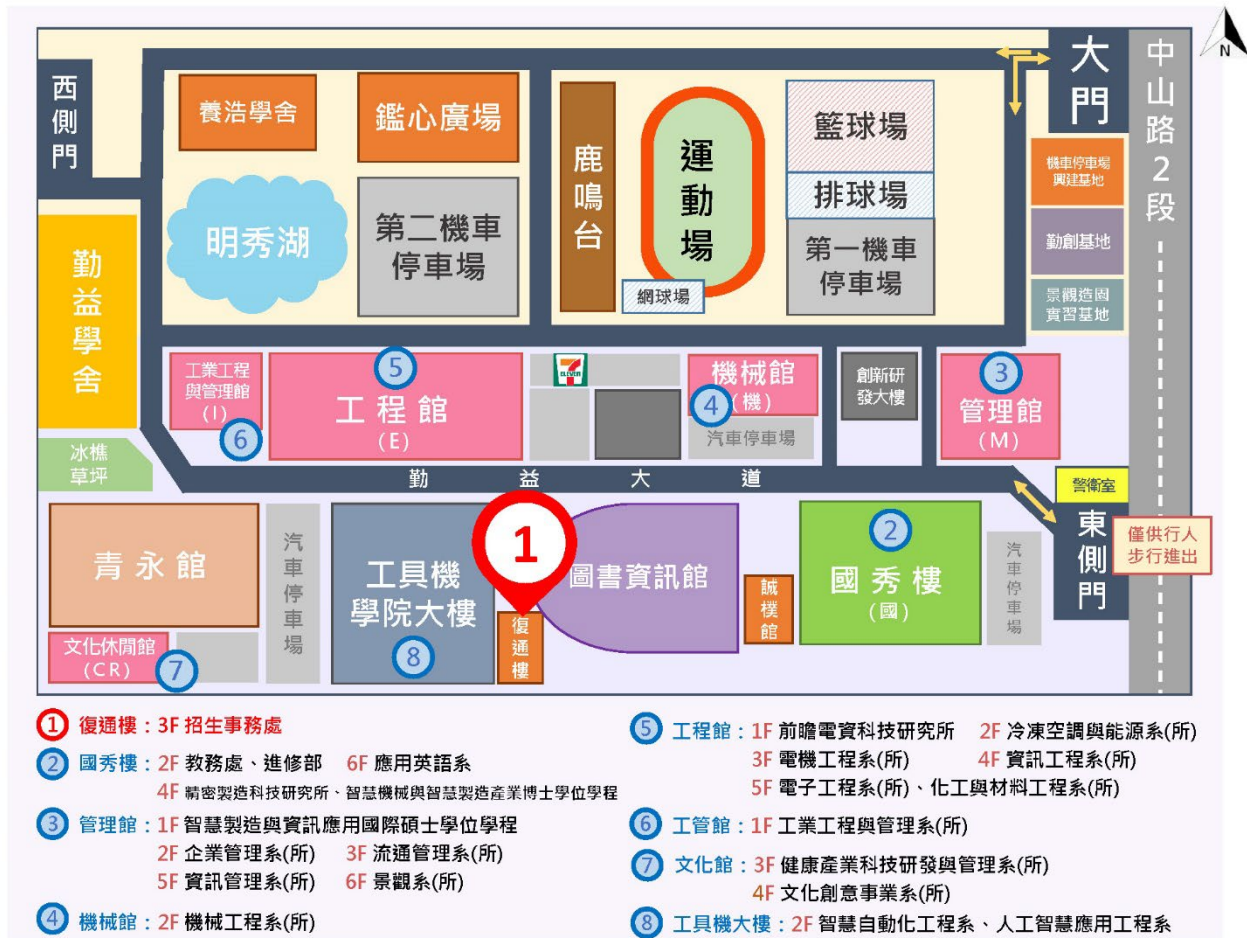 N
大門
中山路2段
西側門
養浩學舍
鑑心廣場
鹿鳴台
運動場
籃球場
排球場
機車停車場
興建基地
勤創基地
景觀造園
實習基地
明秀湖
第二機車
停車場
第一機車
停車場
網球場
勤益學舍
工業工程
與管理館
(I)
6
5
工程館
(E)
7
ELEVEN
機械館
(機)
4
汽車停車場
創新研
發大樓
3
管理館
(M)
冰樵
草坪
勤益大道
警衛室
東側門
僅供行人
步行進出
青永館
汽車停車場
工具機
學院大樓
8
1
復通樓
圖書資訊館
誠樸館
2
國秀樓
(國)
汽車停車場
文化休閒館
(CR)
7
1 復通樓:3F 招生事務處
2 國秀樓:2F 教務處、進修部 6F 應用英語系
4F 精密製造科技研究所、智慧機械與智慧製造產業博士學位學程
3 管理館:1F 智慧製造與資訊應用國際碩士學位學程
2F 企業管理系(所) 3F 流通管理系(所)
5F 資訊管理系(所) 6F 景觀系(所)
4 機械館:2F 機械工程系(所)
5 工程館:1F 前瞻電資科技研究所 2F 冷凍空調與能源系(所)
3F 電機工程系(所) 4F 資訊工程系(所)
5F 電子工程系(所)、化工與材料工程系(所)
6 工管館:1F 工業工程與管理系(所)
7 文化館:3F 健康產業科技研發與管理系(所)
4F 文化創意事業系(所)
8 工具機大樓:2F 智慧自動化工程系、人工智慧應用工程系